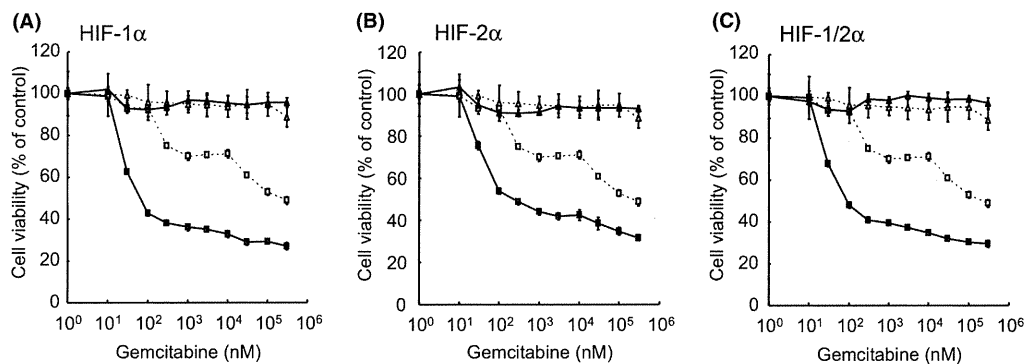 (A)
HIF-1α
120
100
80
60
40
20
0
Cell viability (% of control)
10⁰ 10¹ 10² 10³ 10⁴ 10⁵ 10⁶
Gemcitabine (nM)
(B)
HIF-2α
120
100
80
60
40
20
0
Cell viability (% of control)
10⁰ 10¹ 10² 10³ 10⁴ 10⁵ 10⁶
Gemcitabine (nM)
(C)
HIF-1/2α
120
100
80
60
40
20
0
Cell viability (% of control)
10⁰ 10¹ 10² 10³ 10⁴ 10⁵ 10⁶
Gemcitabine (nM)